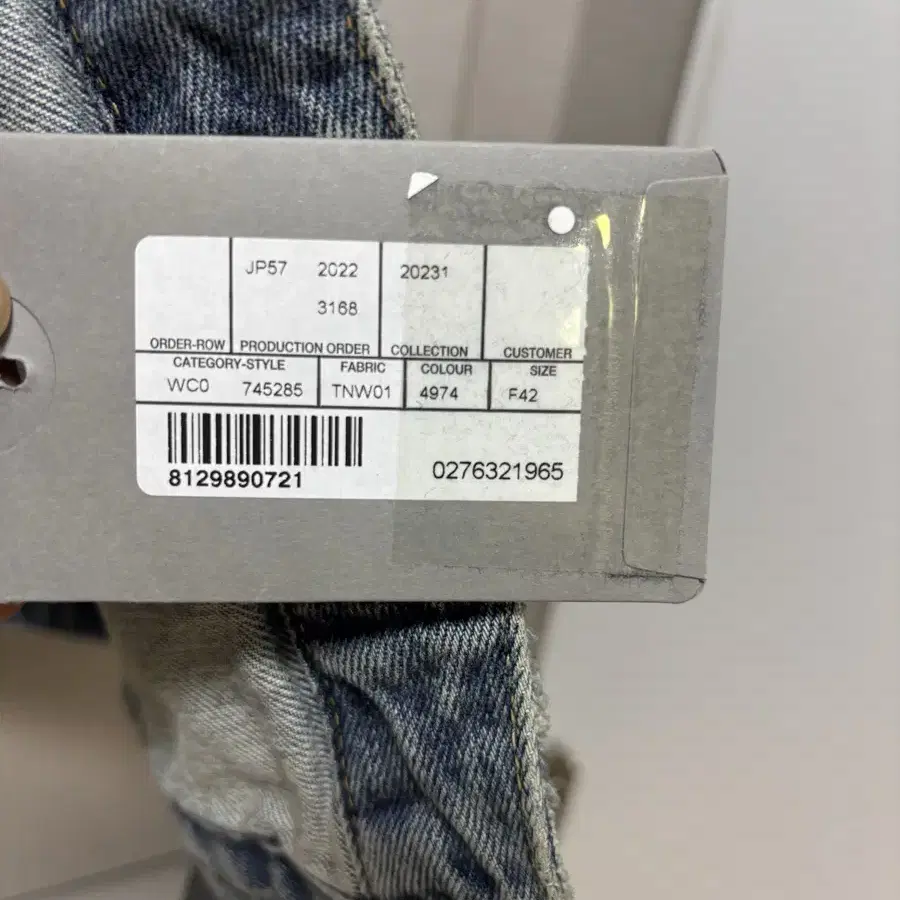 JP57 2022 20231
3168
ORDER-ROW PRODUCTION ORDER COLLECTION CUSTOMER
CATEGORY-STYLE FABRIC COLOUR SIZE
WC0 745285 TNW01 4974 F42
8129890721 0276321965